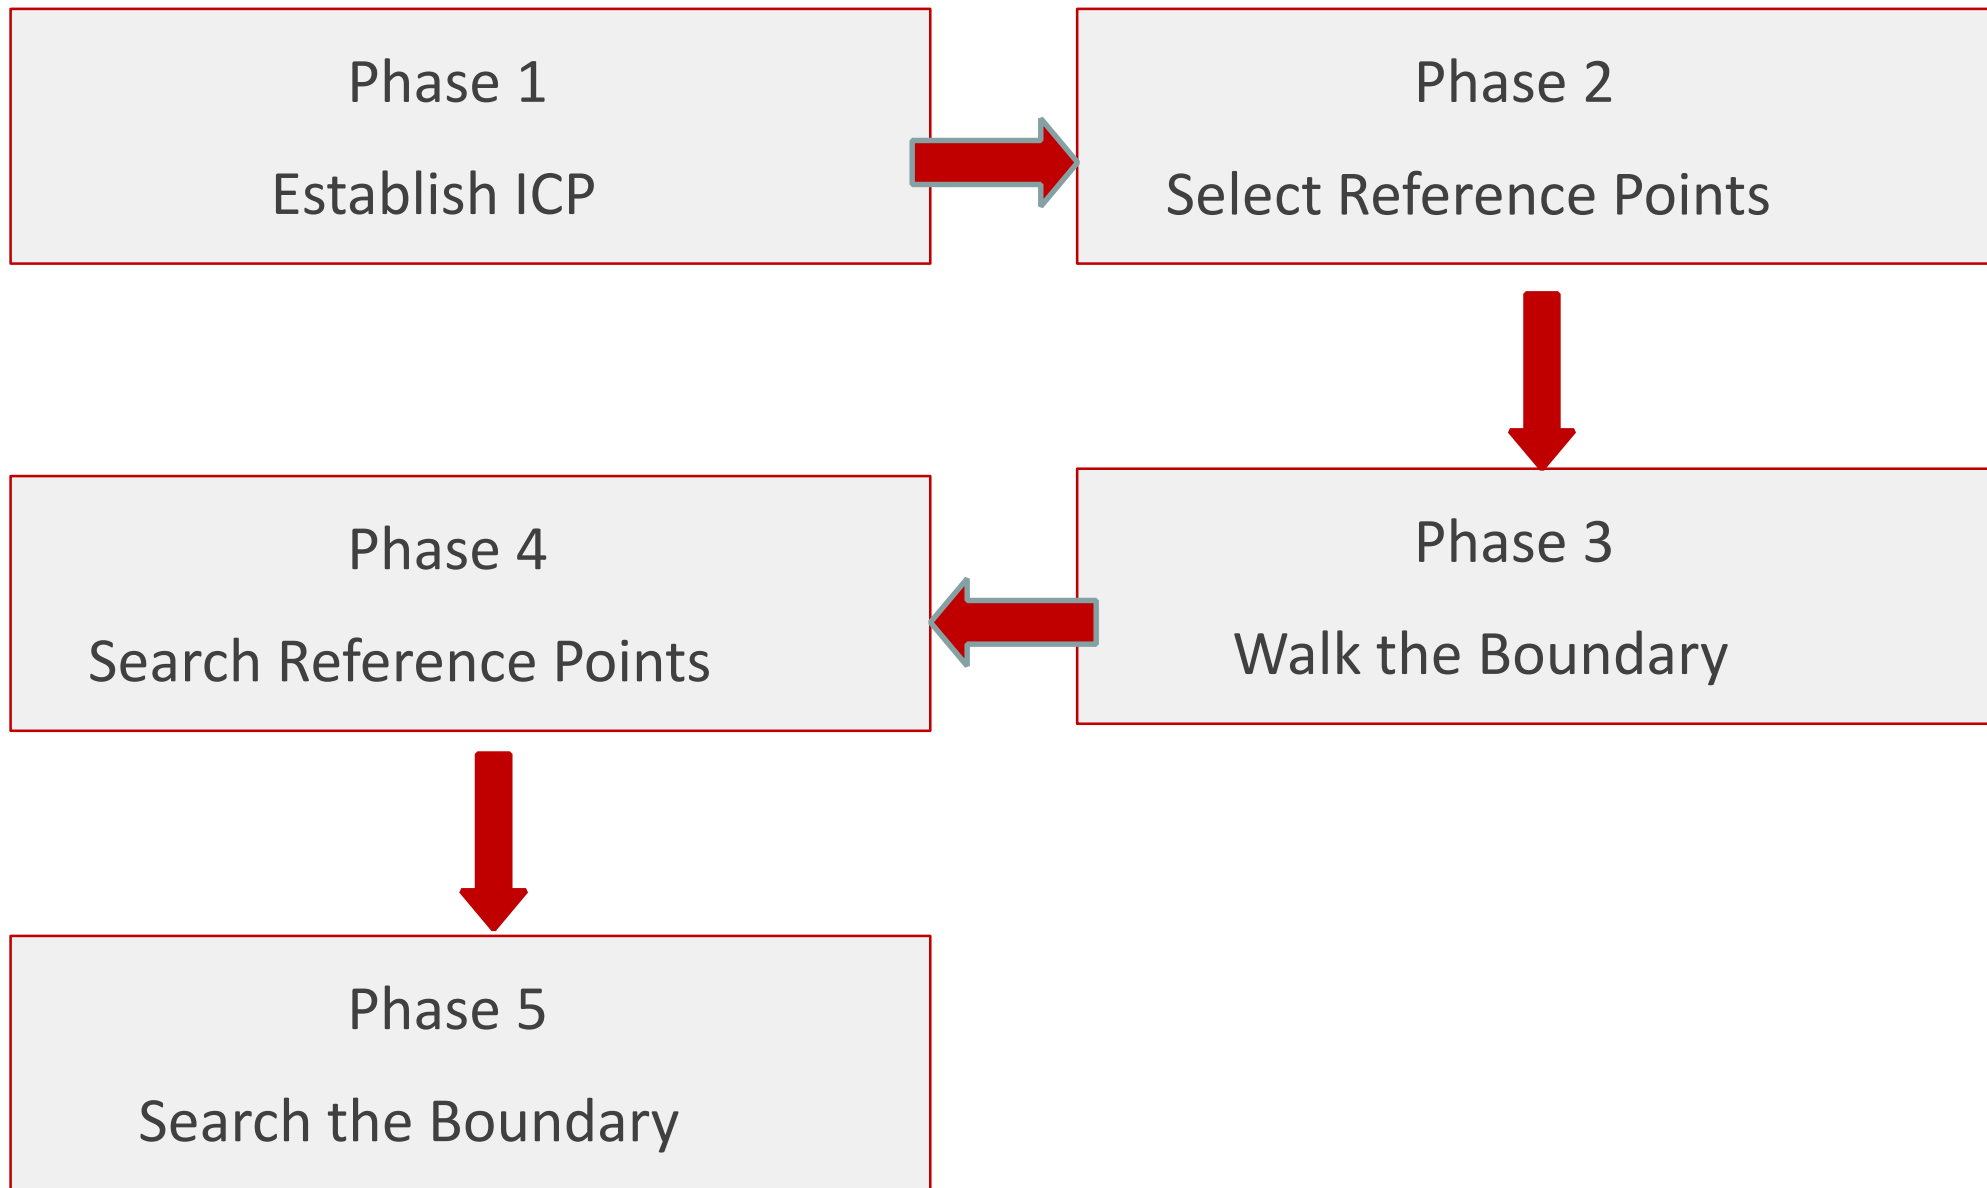 Phase 1
Establish ICP
Phase 2
Select Reference Points
Phase 3
Walk the Boundary
Phase 4
Search Reference Points
Phase 5
Search the Boundary